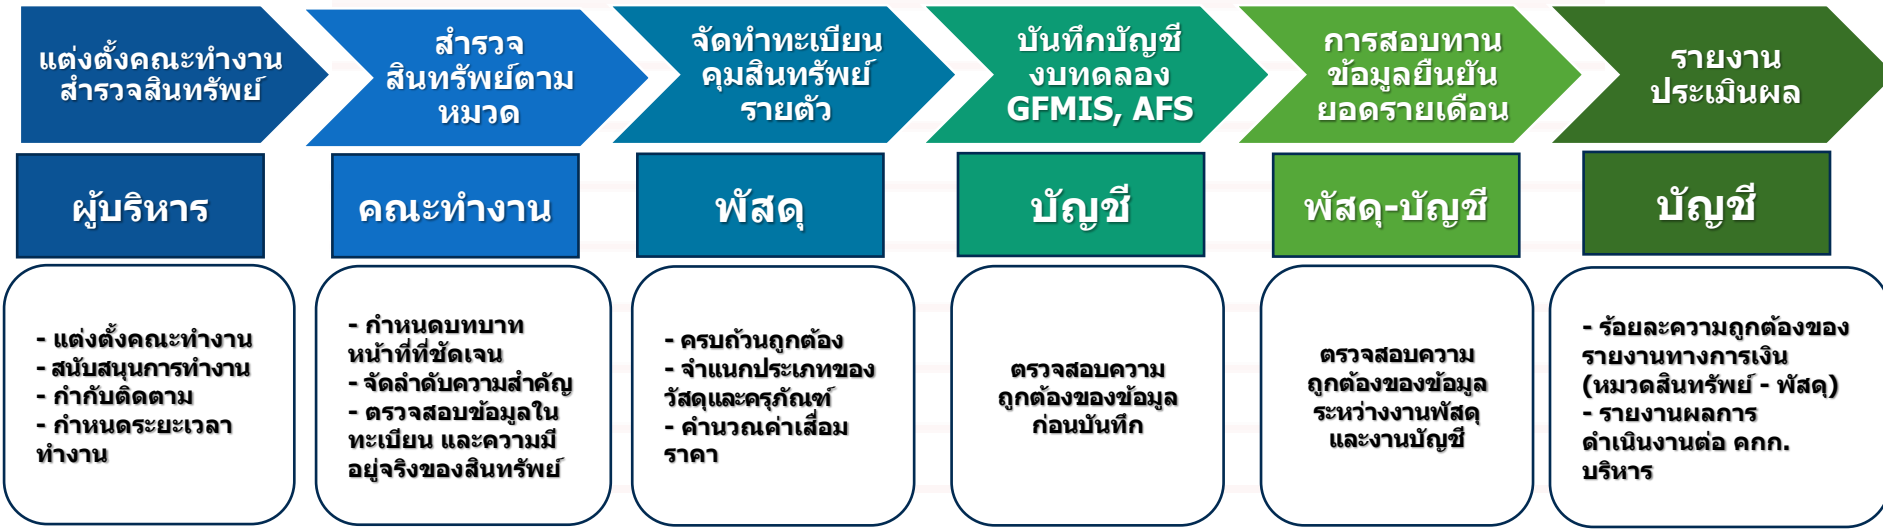 แต่งตั้งคณะทำงาน
สำรวจสินทรัพย์
สำรวจ
สินทรัพย์ตาม
หมวด
จัดทำทะเบียน
คุมสินทรัพย์
รายตัว
บันทึกบัญชี
งบทดลอง
GFMIS, AFS
การสอบทาน
ข้อมูลยืนยัน
ยอดรายเดือน
รายงาน
ประเมินผล
ผู้บริหาร
คณะทำงาน
พัสดุ
บัญชี
พัสดุ-บัญชี
บัญชี
- แต่งตั้งคณะทำงาน
- สนับสนุนการทำงาน
- กำกับติดตาม
- กำหนดระยะเวลา
ทำงาน
- กำหนดบทบาท
หน้าที่ที่ชัดเจน
- จัดลำดับความสำคัญ
- ตรวจสอบข้อมูลใน
ทะเบียน และความมี
อยู่จริงของสินทรัพย์
- ครบถ้วนถูกต้อง
- จำแนกประเภทของ
วัสดุและครุภัณฑ์
- คำนวณค่าเสื่อม
ราคา
ตรวจสอบความ
ถูกต้องของข้อมูล
ก่อนบันทึก
ตรวจสอบความ
ถูกต้องของข้อมูล
ระหว่างงานพัสดุ
และงานบัญชี
- ร้อยละความถูกต้องของ
รายงานทางการเงิน
(หมวดสินทรัพย์ - พัสดุ)
- รายงานผลการ
ดำเนินงานต่อ คกก.
บริหาร